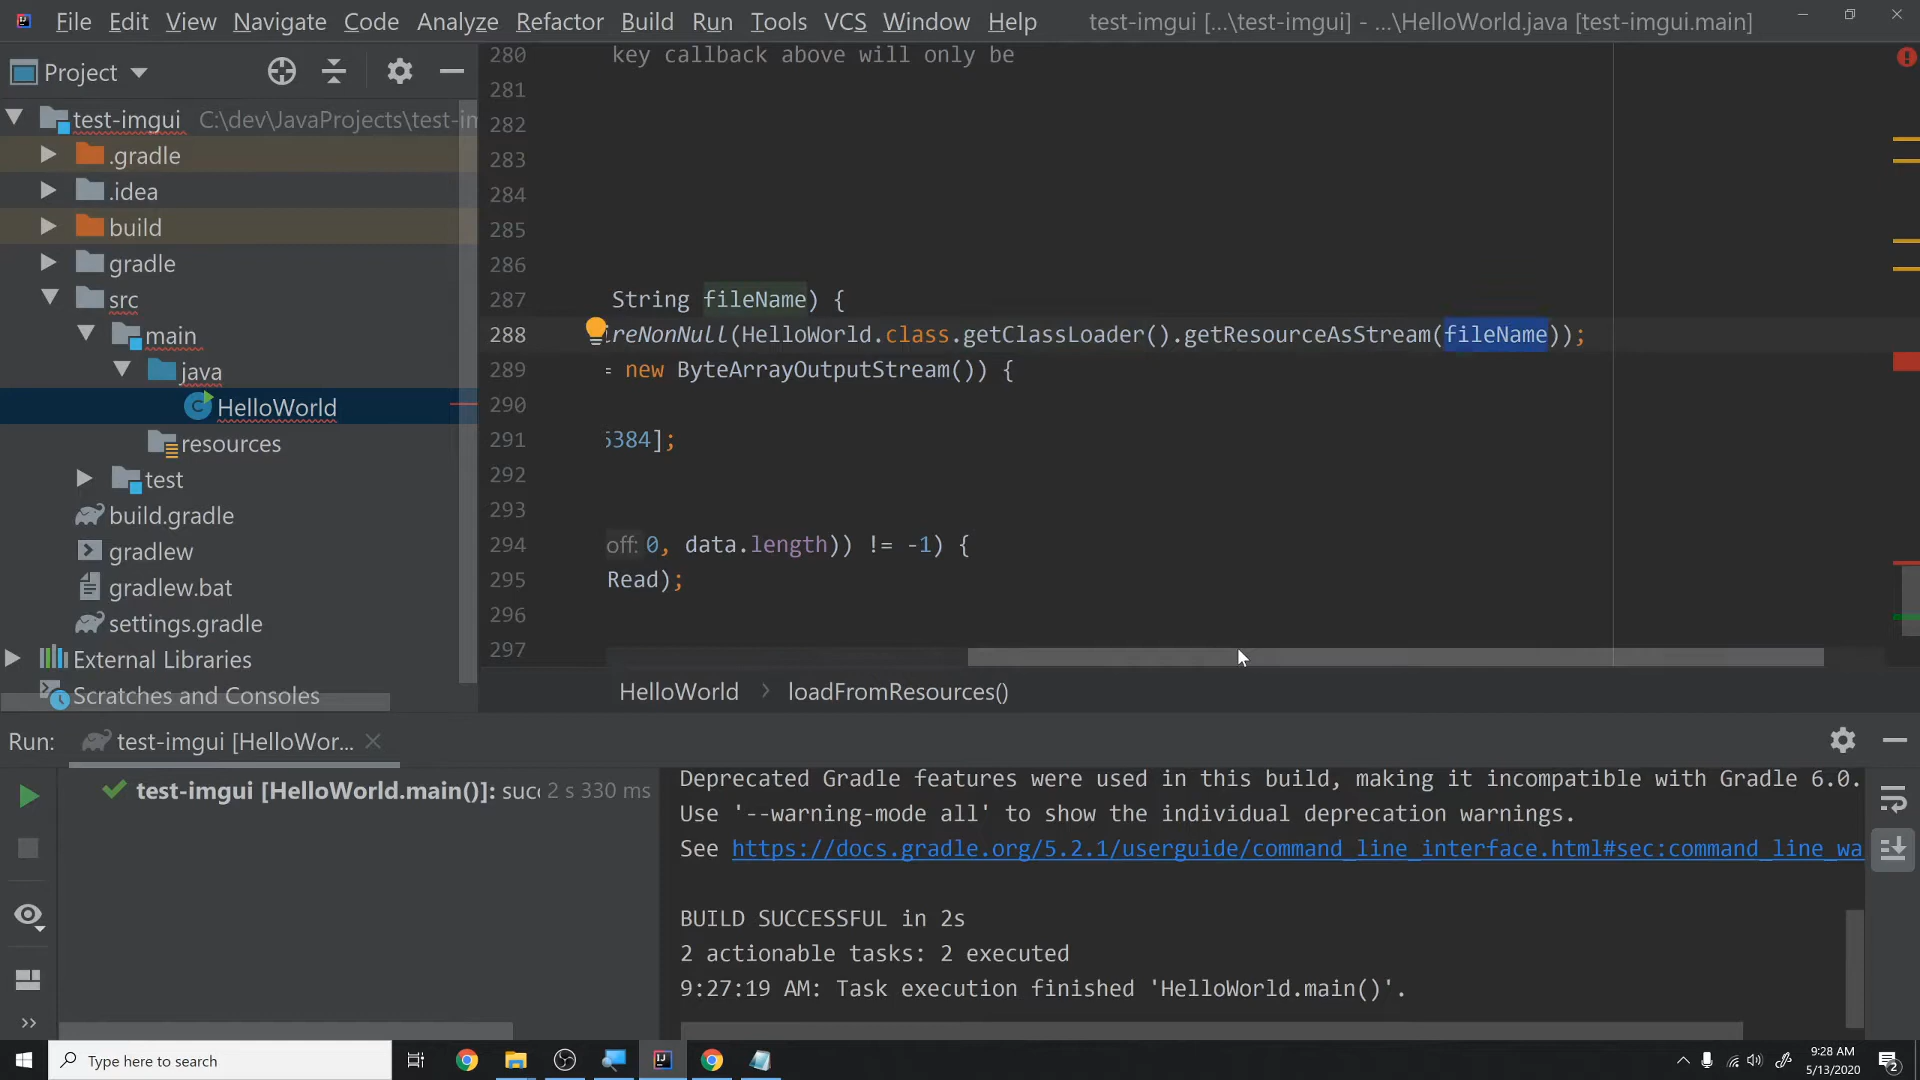 File Edit View Navigate Code Analyze Refactor Build Run Tools VCS Window Help test-imgui [...\test-imgui] - ...\HelloWorld.java [test-imgui.main]
Project
test-imgui C:\dev\JavaProjects\test-in
.gradle
.idea
build
gradle
src
main
java
HelloWorld
resources
test
build.gradle
gradlew
gradlew.bat
settings.gradle
External Libraries
Scratches and Consoles
280 key callback above will only be
281
282
283
284
285
286
287 String fileName) {
288 ireNonNull(HelloWorld.class.getClassLoader().getResourceAsStream(fileName));
289 = new ByteArrayOutputStream()) {
290
291 6384];
292
293
294 off: 0, data.length)) != -1) {
295 Read);
296
297
HelloWorld > loadFromResources()
Run: test-imgui [HelloWor...
test-imgui [HelloWorld.main()]: succ 2 s 330 ms
Deprecated Gradle features were used in this build, making it incompatible with Gradle 6.0.
Use '--warning-mode all' to show the individual deprecation warnings.
See https://docs.gradle.org/5.2.1/userguide/command_line_interface.html#sec:command_line_wa
BUILD SUCCESSFUL in 2s
2 actionable tasks: 2 executed
9:27:19 AM: Task execution finished 'HelloWorld.main()'.
Type here to search
9:28 AM
5/13/2020
2